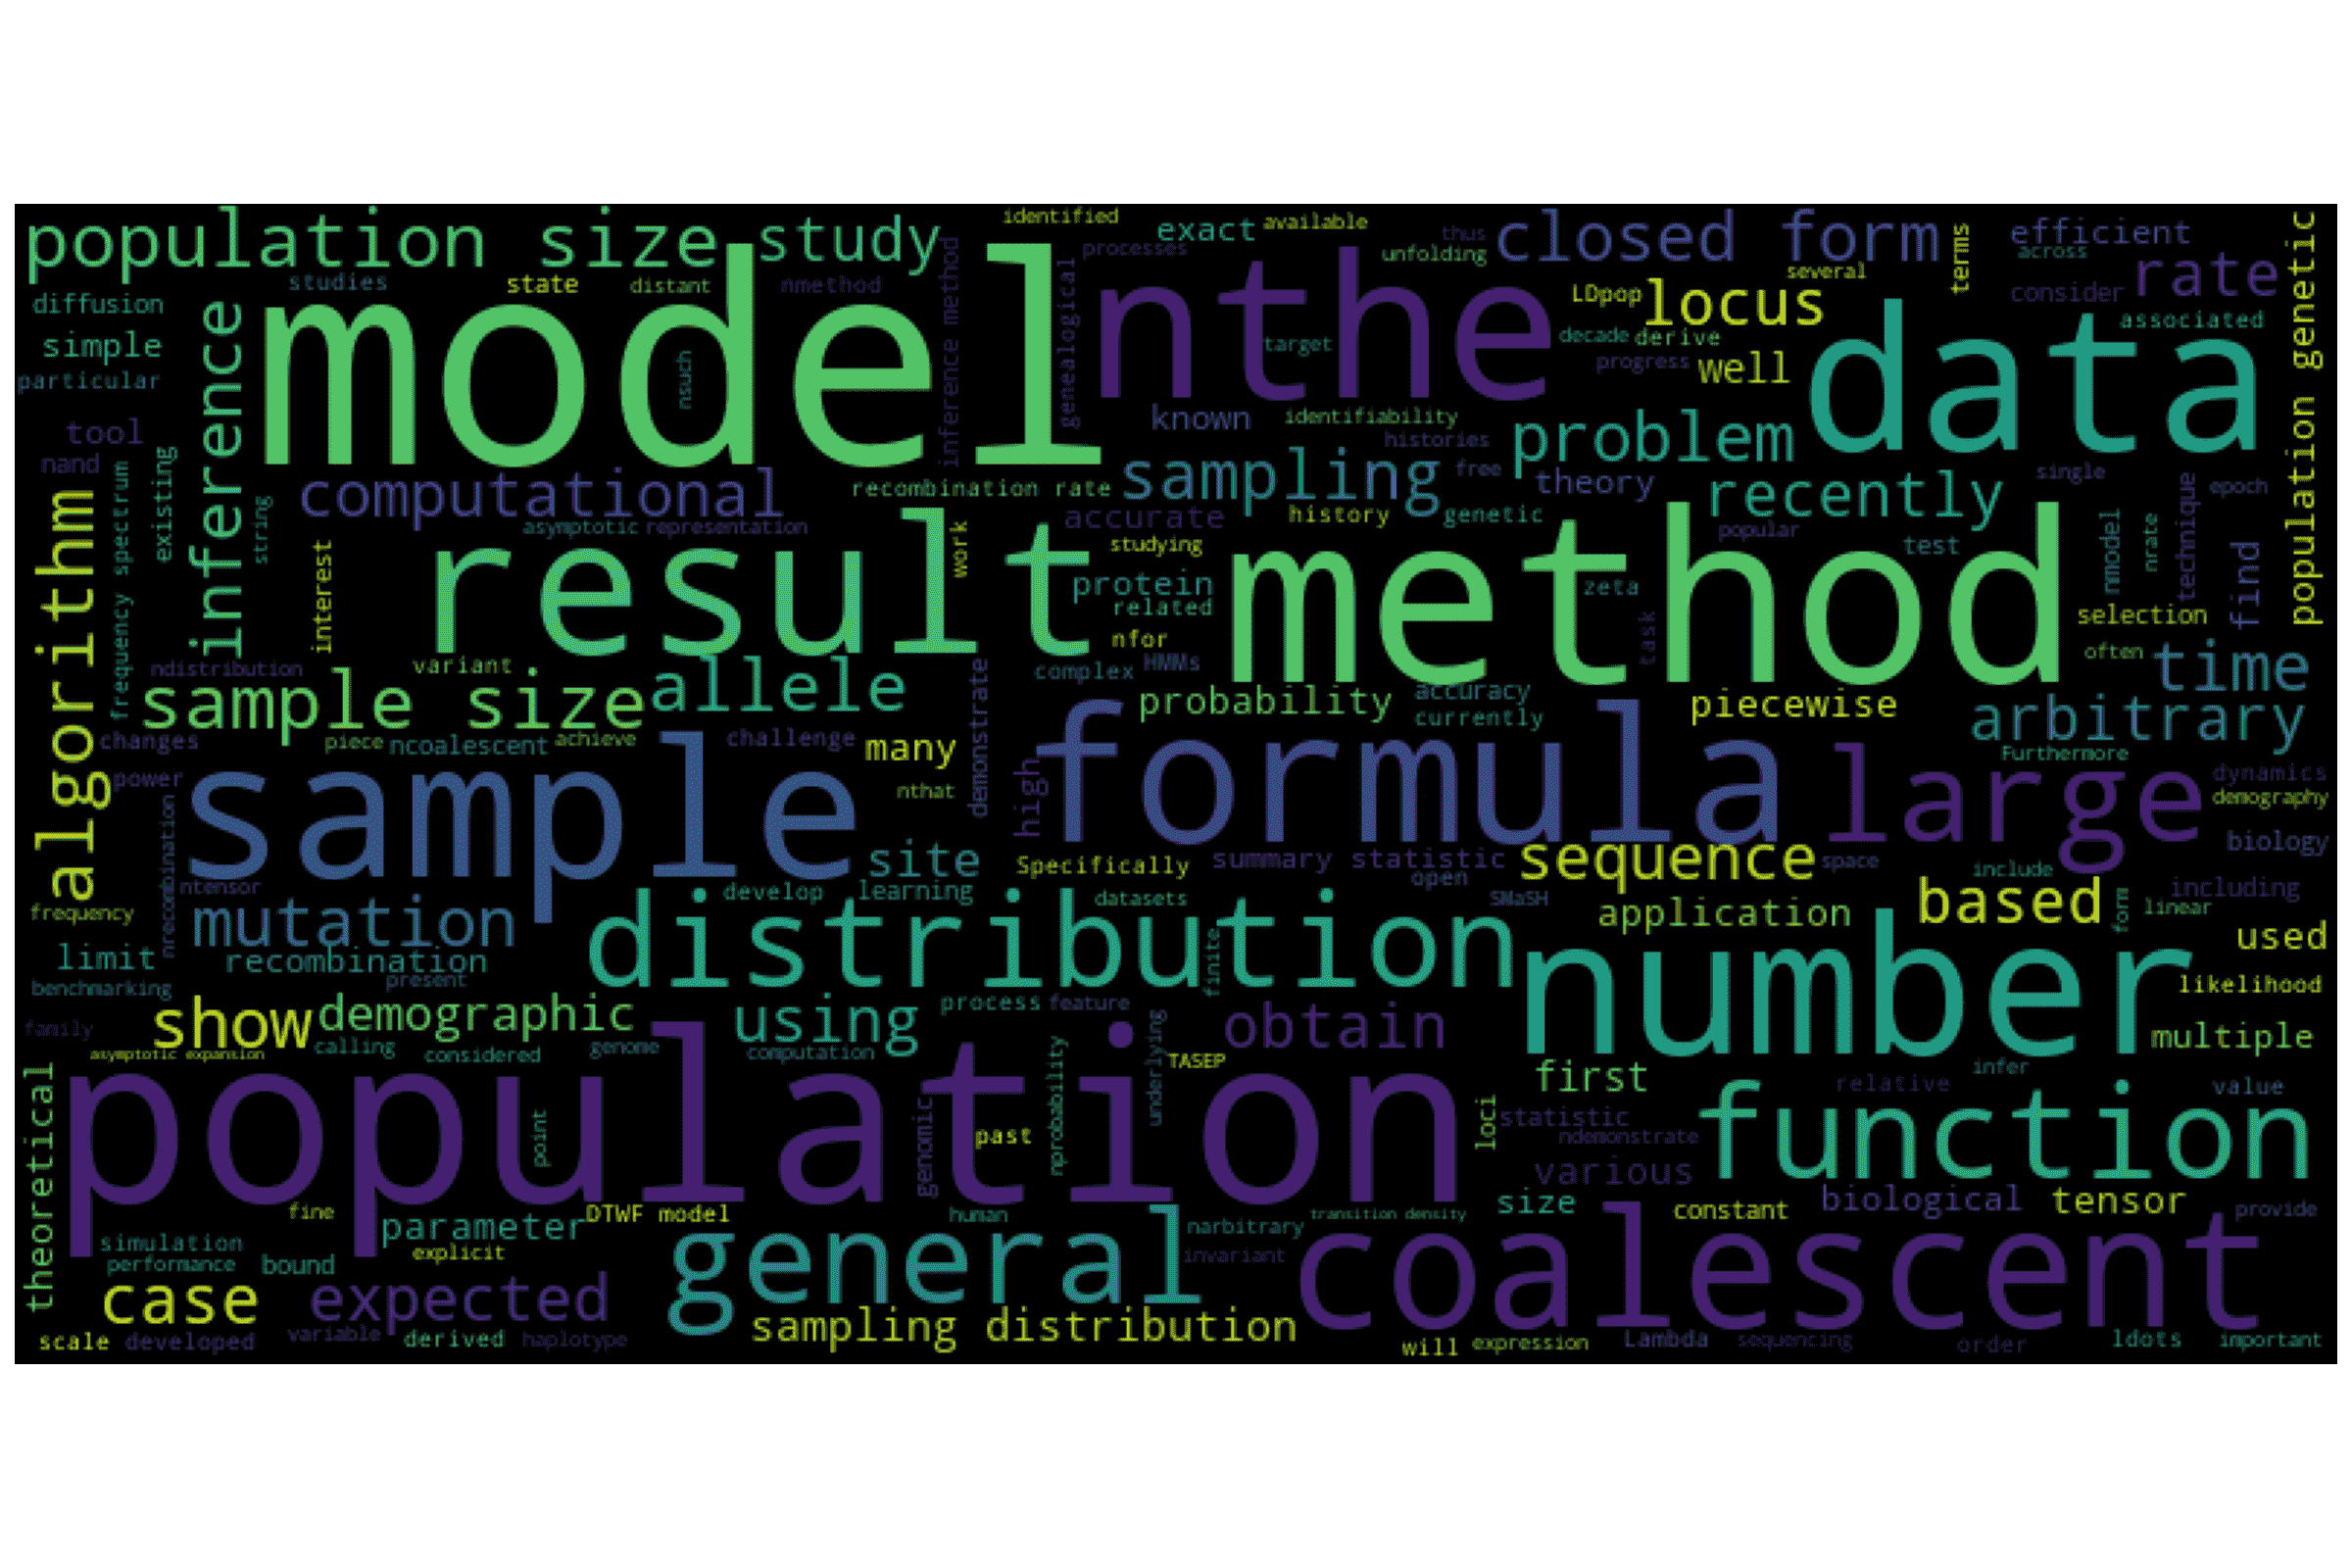 population size study
identified
exact
available
closed form
efficient
terms
population genetic
processes
thus
unfolding
several
across
rate
studies
diffusion
state
distant
nmethod
model
nthe
LDpop
locus
consider
data
associated
simple
particular
inference
nsuch
inference method
genealogical
target
decade
derive
progress
well
tool
known
identifiability
problem
nand
histories
existing
frequency spectrum
string
computational
sampling
free
theory
single
recently
epoch
recombination rate
asymptotic
representation
accurate
history
genetic
popular
test
nmodel
nrate
technique
find
algorithm
interest
result
work
studying
method
protein
related
zeta
task
selection
nfor
often
ndistribution
variant
complex
HMMs
time
sample size
allele
demonstrate
probability
accuracy
currently
piecewise
arbitrary
changes
piece
ncoalescent
achieve
challenge
many
Furthermore
power
sample
nthat
high
formula
large
dynamics
demography
nrecombination
site
Specifically
summary statistic
sequence
space
biology
ntensor
develop
learning
open
include
including
frequency
mutation
datasets
SMaSH
application
based
form
linear
limit
recombination
distribution
finite
number
used
benchmarking
present
likelihood
show
demographic
using
process
feature
obtain
multiple
family
calling
considered
genome
computation
underlying
asymptotic expansion
TASEP
first
relative
infer
value
theoretical
population
point
genomic
past
nprobability
loci
statistic
ndemonstrate
function
various
fine
parameter
DTWF model
human
narbitrary
transition density
size
constant
biological
tensor
provide
simulation
explicit
general
invariant
coalescent
performance
bound
case
expected
sampling distribution
scale
developed
variable
derived
haplotype
will
expression
Lambda
sequencing
order
ldots
important